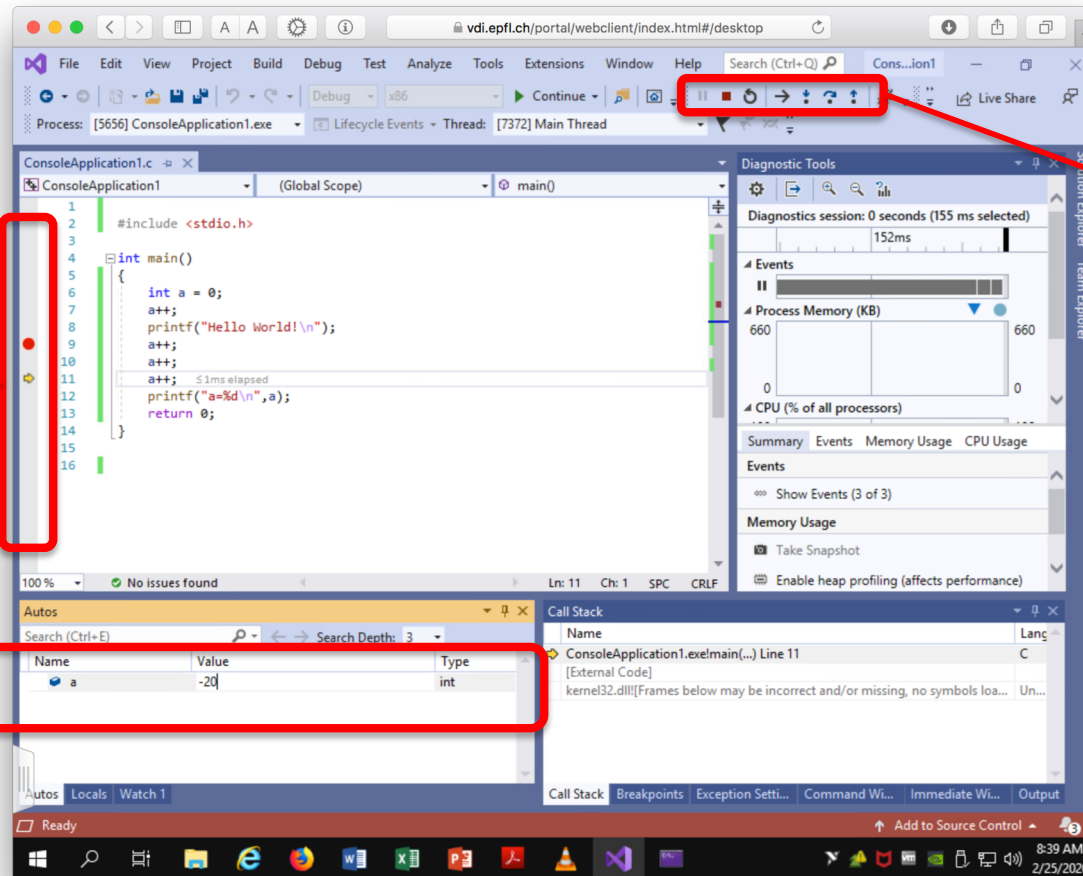 A A vdi.epfl.ch/portal/webclient/index.html#/desktop
File Edit View Project Build Debug Test Analyze Tools Extensions Window Help Search (Ctrl+Q) Cons...ion1
Debug x86 Continue Live Share
Process: [5656] ConsoleApplication1.exe Lifecycle Events Thread: [7372] Main Thread
ConsoleApplication1.c
ConsoleApplication1 (Global Scope) main()
1
2 #include <stdio.h>
3
4 int main()
5 {
6 int a = 0;
7 a++;
8 printf("Hello World!\n");
9 a++;
10 a++;
11 a++; ≤1ms elapsed
12 printf("a=%d\n",a);
13 return 0;
14 }
15
16
100 % No issues found Ln: 11 Ch: 1 SPC CRLF
Diagnostic Tools
Diagnostics session: 0 seconds (155 ms selected)
152ms
Events
Process Memory (KB)
660 660
0 0
CPU (% of all processors)
Summary Events Memory Usage CPU Usage
Events
Show Events (3 of 3)
Memory Usage
Take Snapshot
Enable heap profiling (affects performance)
Explorer
Team Explorer
Autos
Search (Ctrl+E) Search Depth: 3
Name Value Type
a -20 int
Autos Locals Watch 1
Call Stack
Name Lang
ConsoleApplication1.exe!main(...) Line 11 C
[External Code]
kernel32.dll![Frames below may be incorrect and/or missing, no symbols loa... Un...
Call Stack Breakpoints Exception Setti... Command Wi... Immediate Wi... Output
Ready Add to Source Control 3
8:39 AM